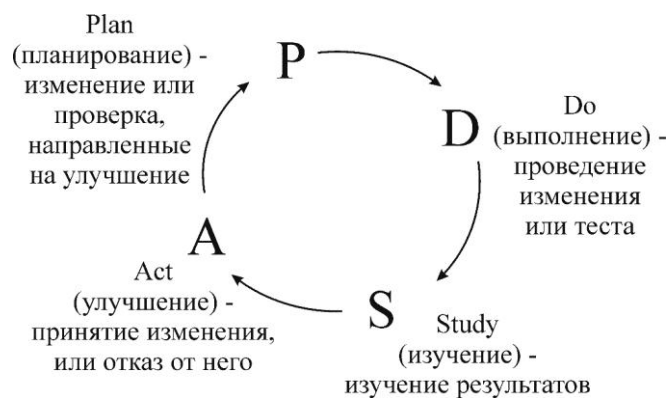 Plan
(планирование) -
изменение или
проверка,
направленные
на улучшение
P
D
Do
(выполнение) -
проведение
изменения
или теста
S
Study
(изучение) -
изучение результатов
A
Act
(улучшение) -
принятие изменения,
или отказ от него